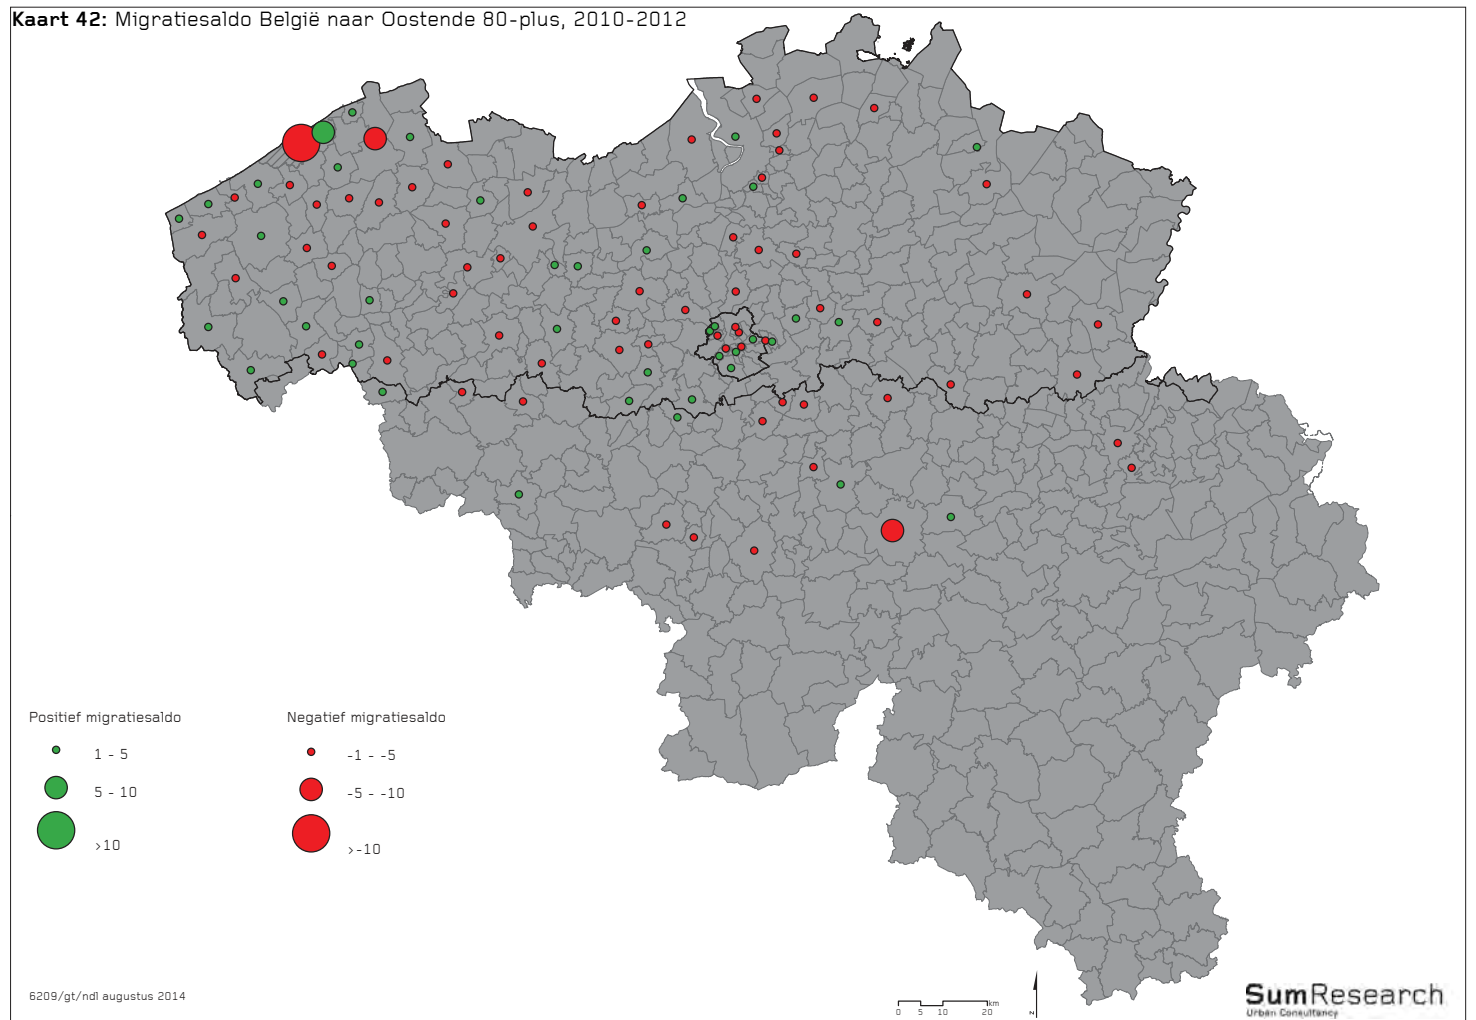 Kaart 42: Migratiesaldo België naar Oostende 80-plus, 2010-2012
Positief migratiesaldo
1 - 5
5 - 10
>10
Negatief migratiesaldo
-1 - -5
-5 - -10
>-10
6209/gt/ndl augustus 2014
km
0 5 10 20
N
SumResearch
Urban Consultancy